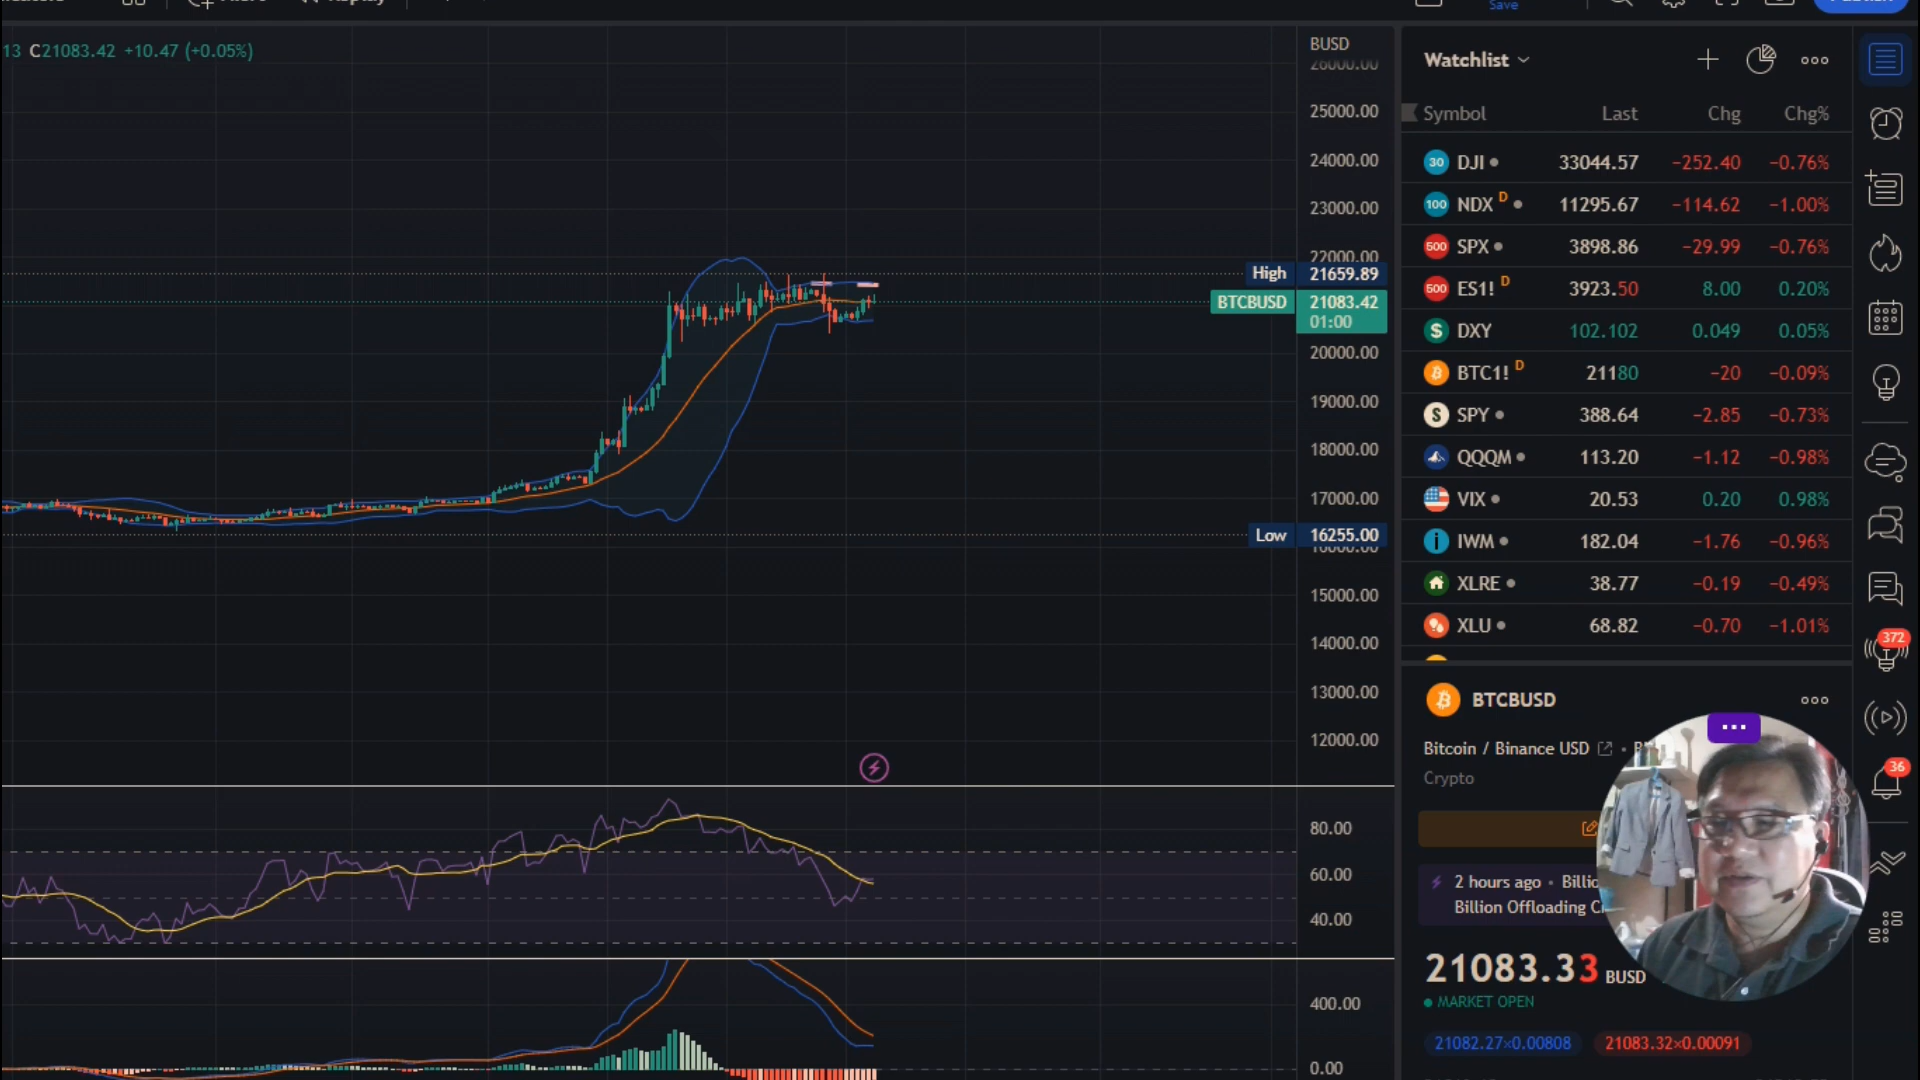 Save
13 C21083.42 +10.47 (+0.05%)
BUSD
26000.00
25000.00
24000.00
23000.00
22000.00
High 21659.89
BTCBUSD 21083.42
01:00
20000.00
19000.00
18000.00
17000.00
Low 16255.00
16000.00
15000.00
14000.00
13000.00
12000.00
80.00
60.00
40.00
400.00
0.00
Watchlist
Symbol Last Chg Chg%
30 DJI 33044.57 −252.40 −0.76%
100 NDX D 11295.67 −114.62 −1.00%
500 SPX 3898.86 −29.99 −0.76%
500 ES1! D 3923.50 8.00 0.20%
$ DXY 102.102 0.049 0.05%
BTC1! D 21180 −20 −0.09%
S SPY 388.64 −2.85 −0.73%
QQQM 113.20 −1.12 −0.98%
VIX 20.53 0.20 0.98%
i IWM 182.04 −1.76 −0.96%
XLRE 38.77 −0.19 −0.49%
XLU 68.82 −0.70 −1.01%
372
BTCBUSD
Bitcoin / Binance USD
Crypto
36
2 hours ago • Billio
Billion Offloading C
21083.33 BUSD
MARKET OPEN
21082.27×0.00808 21083.32×0.00091